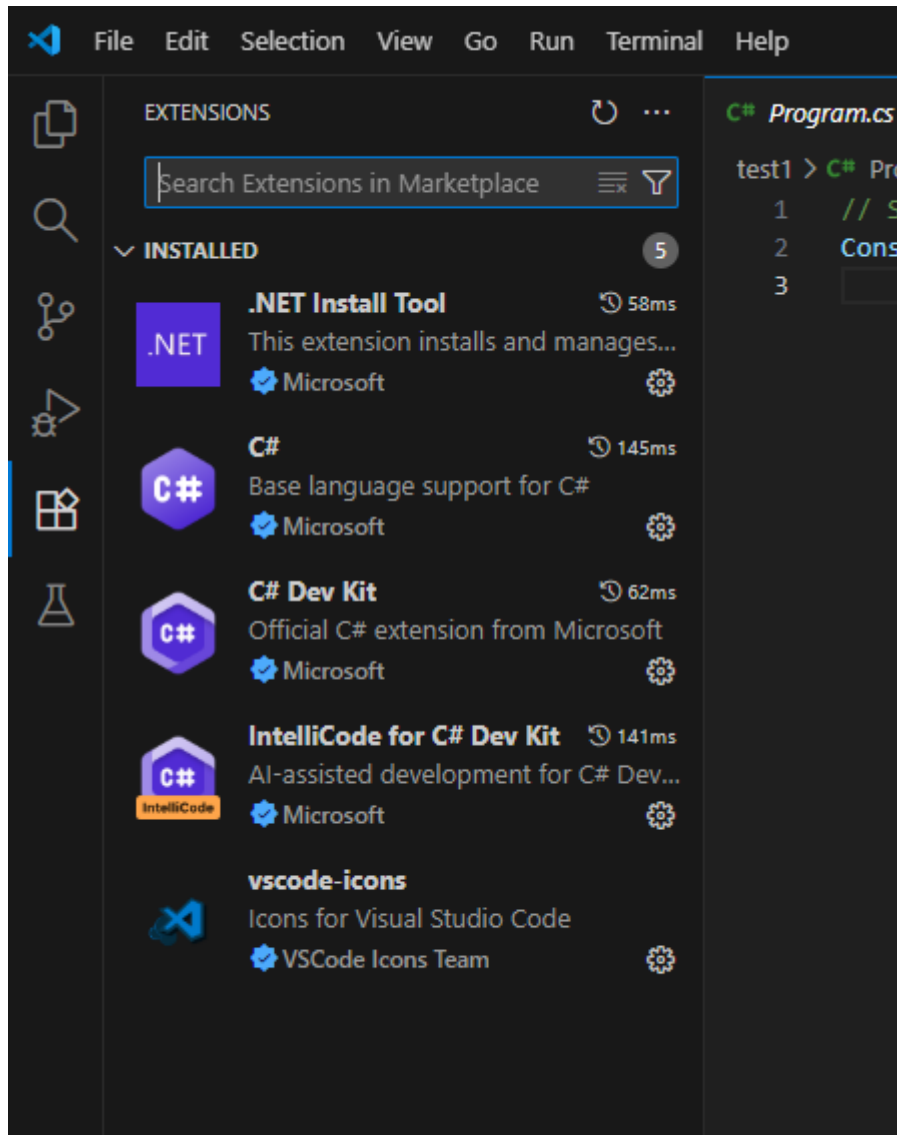 File Edit Selection View Go Run Terminal Help
EXTENSIONS
Search Extensions in Marketplace
INSTALLED 5
.NET
.NET Install Tool 58ms
This extension installs and manages...
Microsoft
C#
C# 145ms
Base language support for C#
Microsoft
C#
C# Dev Kit 62ms
Official C# extension from Microsoft
Microsoft
C#
IntelliCode
IntelliCode for C# Dev Kit 141ms
AI-assisted development for C# Dev...
Microsoft
vscode-icons
Icons for Visual Studio Code
VSCode Icons Team
C# Program.cs
test1 > C# Pr
1 // S
2 Cons
3